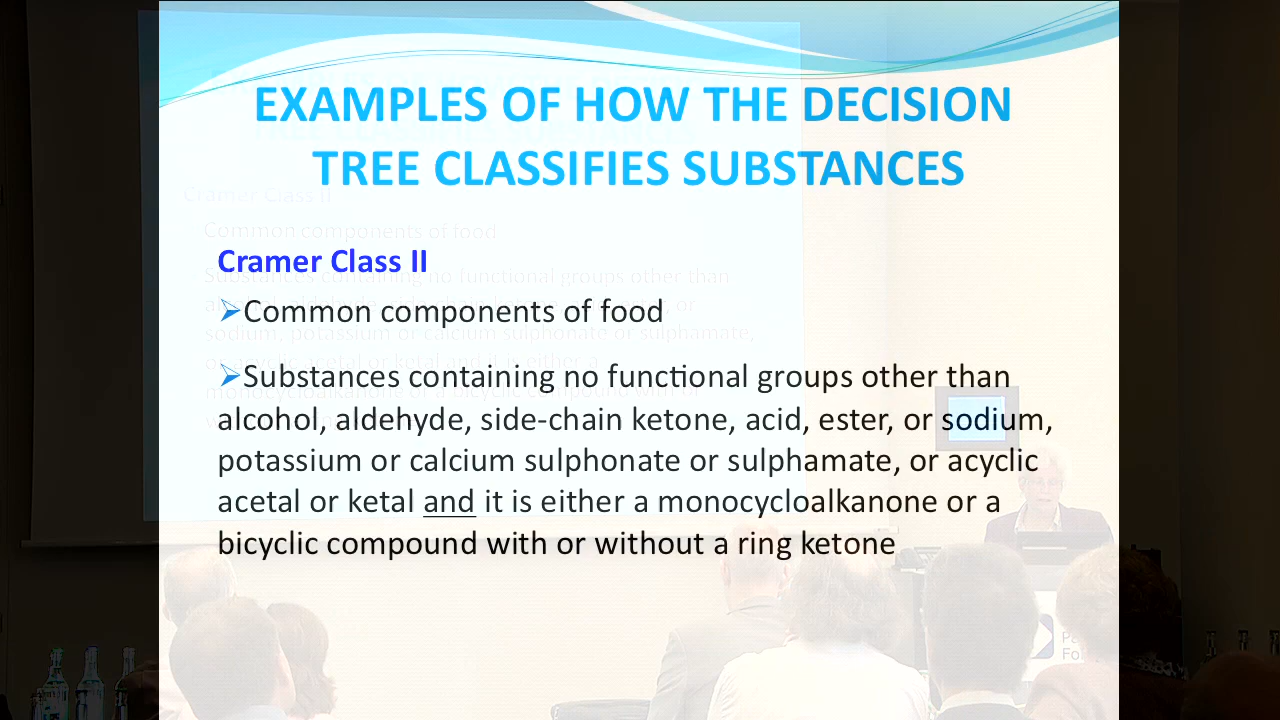 EXAMPLES OF HOW THE DECISION
TREE CLASSIFIES SUBSTANCES
Cramer Class II
Common components of food
Substances containing no functional groups other than
alcohol, aldehyde, side-chain ketone, acid, ester, or sodium,
potassium or calcium sulphonate or sulphamate, or acyclic
acetal or ketal and it is either a monocycloalkanone or a
bicyclic compound with or without a ring ketone